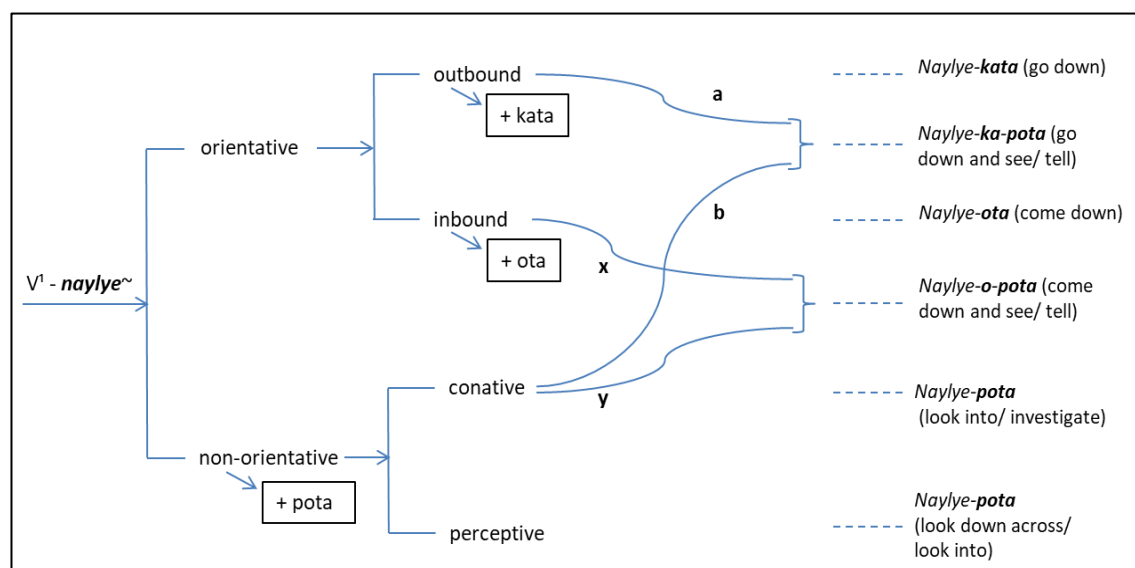 outbound
+ kata
orientative
inbound
+ ota
V¹ - naylye~
conative
non-orientative
+ pota
perceptive
a
b
x
y
Naylye-kata (go down)
Naylye-ka-pota (go
down and see/ tell)
Naylye-ota (come down)
Naylye-o-pota (come
down and see/ tell)
Naylye-pota
(look into/ investigate)
Naylye-pota
(look down across/
look into)